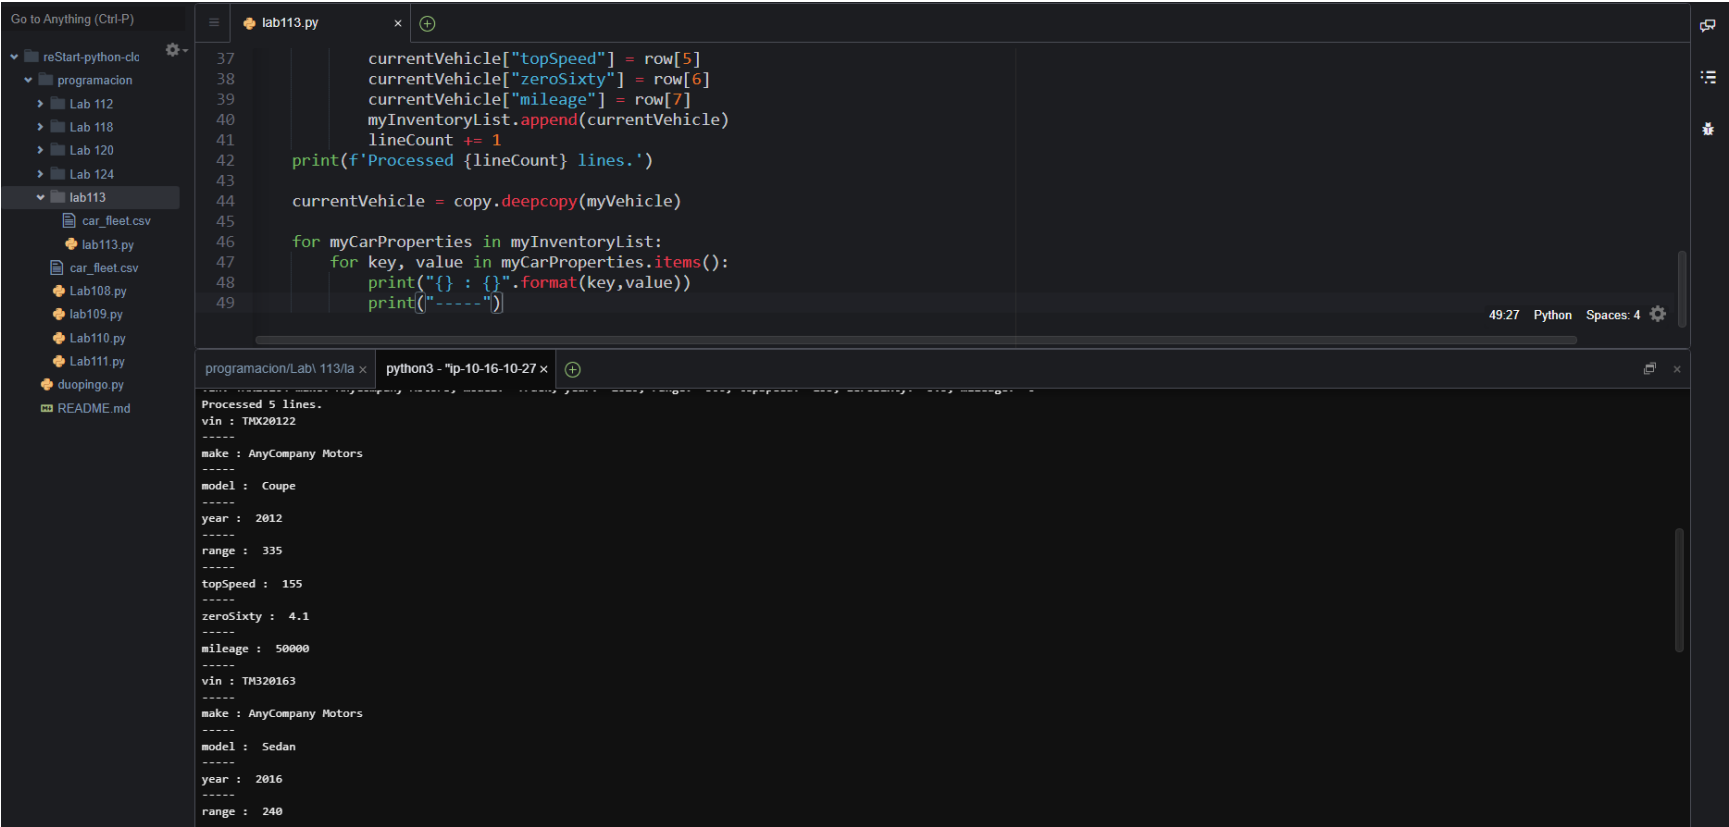 Go to Anything (Ctrl-P)
reStart-python-clo
programacion
Lab 112
Lab 118
Lab 120
Lab 124
lab113
car_fleet.csv
lab113.py
car_fleet.csv
Lab108.py
lab109.py
Lab110.py
Lab111.py
duopingo.py
README.md
lab113.py ×
37 currentVehicle["topSpeed"] = row[5]
38 currentVehicle["zeroSixty"] = row[6]
39 currentVehicle["mileage"] = row[7]
40 myInventoryList.append(currentVehicle)
41 lineCount += 1
42 print(f'Processed {lineCount} lines.')
43
44 currentVehicle = copy.deepcopy(myVehicle)
45
46 for myCarProperties in myInventoryList:
47 for key, value in myCarProperties.items():
48 print("{} : {}".format(key,value))
49 print("-----")
49:27 Python Spaces: 4
programacion/Lab\ 113/la × python3 - "ip-10-16-10-27 ×
Processed 5 lines.
vin : TMX20122
-----
make : AnyCompany Motors
-----
model :  Coupe
-----
year :  2012
-----
range :  335
-----
topSpeed :  155
-----
zeroSixty :  4.1
-----
mileage :  50000
-----
vin : TM320163
-----
make : AnyCompany Motors
-----
model :  Sedan
-----
year :  2016
-----
range :  240